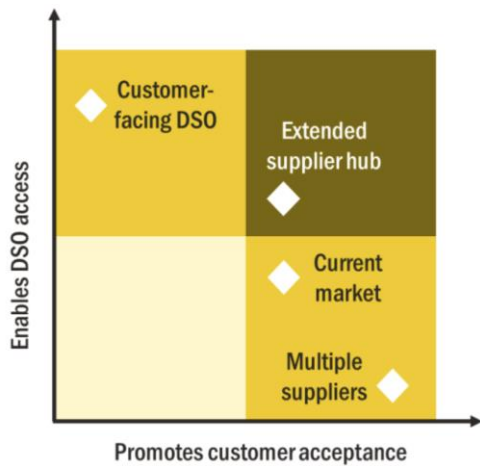 Customer-
facing DSO
Extended
supplier hub
Enables DSO access
Current
market
Multiple
suppliers
Promotes customer acceptance